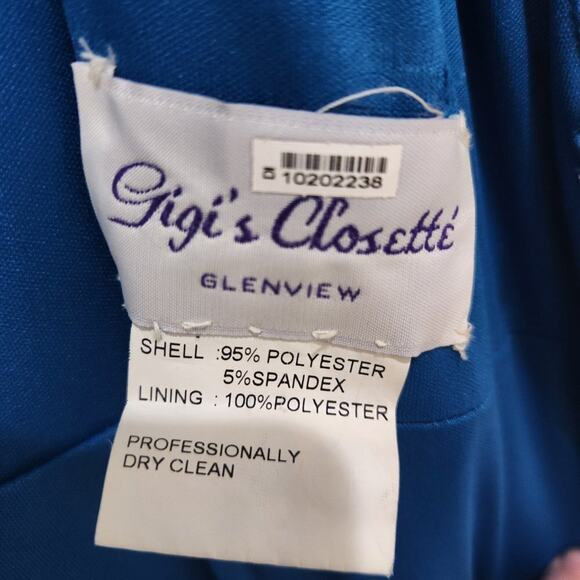 10202238
Gigi's Closetté
GLENVIEW
SHELL :95% POLYESTER
5%SPANDEX
LINING : 100%POLYESTER
PROFESSIONALLY
DRY CLEAN